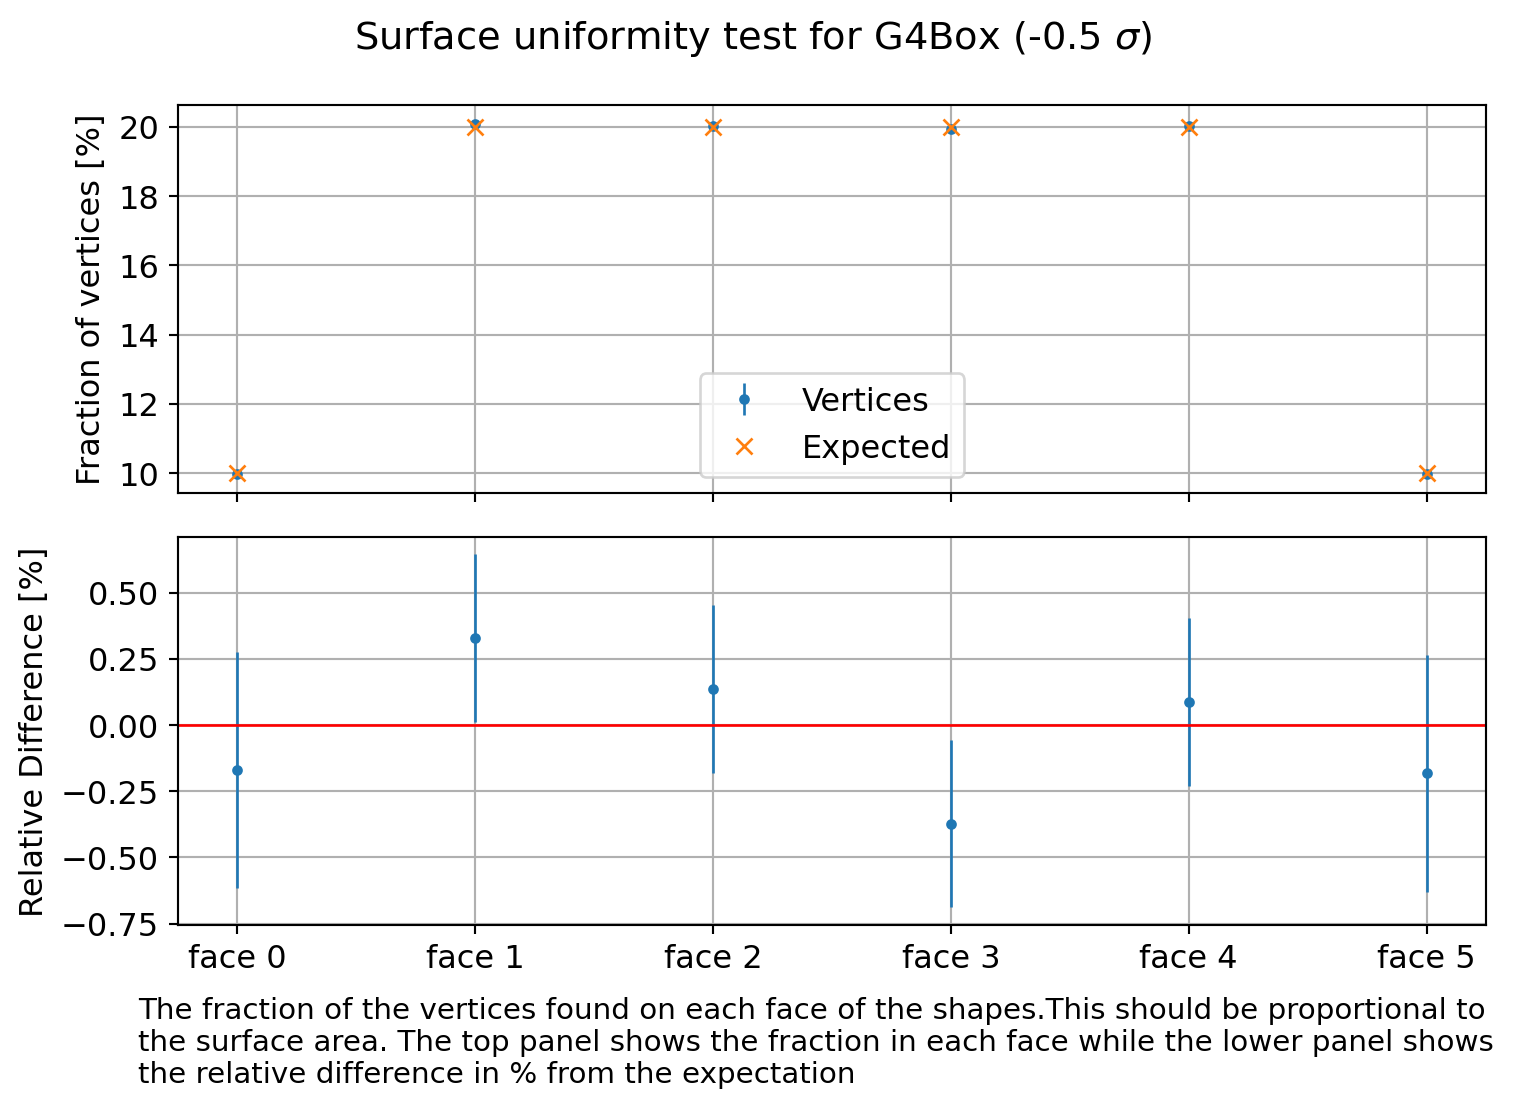 Surface uniformity test for G4Box (-0.5 σ)
Fraction of vertices [%]
20
18
16
14
12
10
Vertices
Expected
Relative Difference [%]
0.50
0.25
0.00
−0.25
−0.50
−0.75
face 0 face 1 face 2 face 3 face 4 face 5
The fraction of the vertices found on each face of the shapes.This should be proportional to
the surface area. The top panel shows the fraction in each face while the lower panel shows
the relative difference in % from the expectation